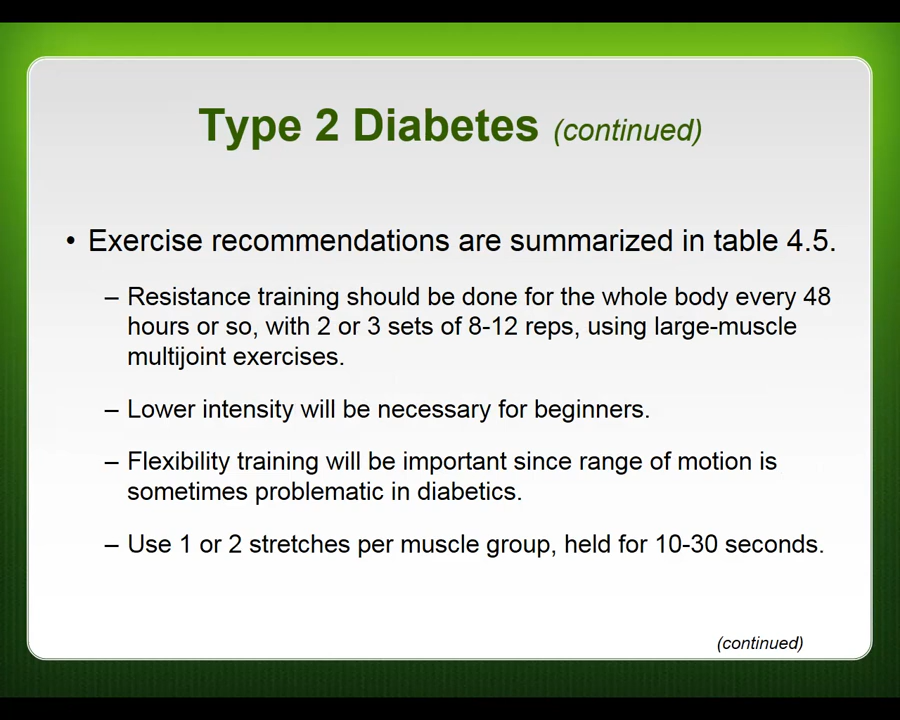 Type 2 Diabetes (continued)
• Exercise recommendations are summarized in table 4.5.
– Resistance training should be done for the whole body every 48
hours or so, with 2 or 3 sets of 8-12 reps, using large-muscle
multijoint exercises.
– Lower intensity will be necessary for beginners.
– Flexibility training will be important since range of motion is
sometimes problematic in diabetics.
– Use 1 or 2 stretches per muscle group, held for 10-30 seconds.
(continued)